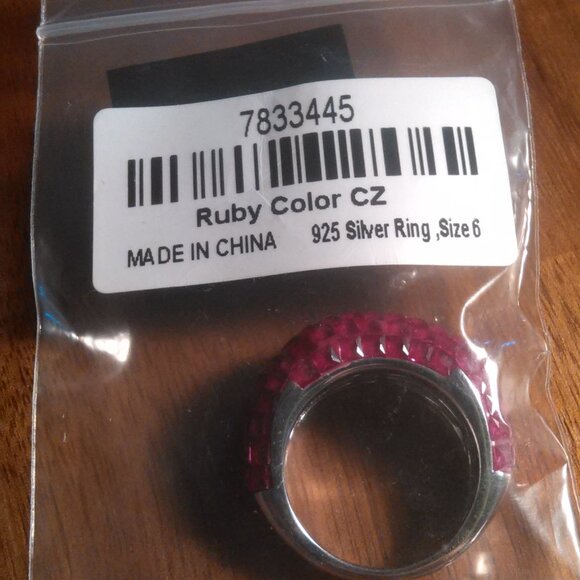 7833445
Ruby Color CZ
MADE IN CHINA 925 Silver Ring ,Size 6